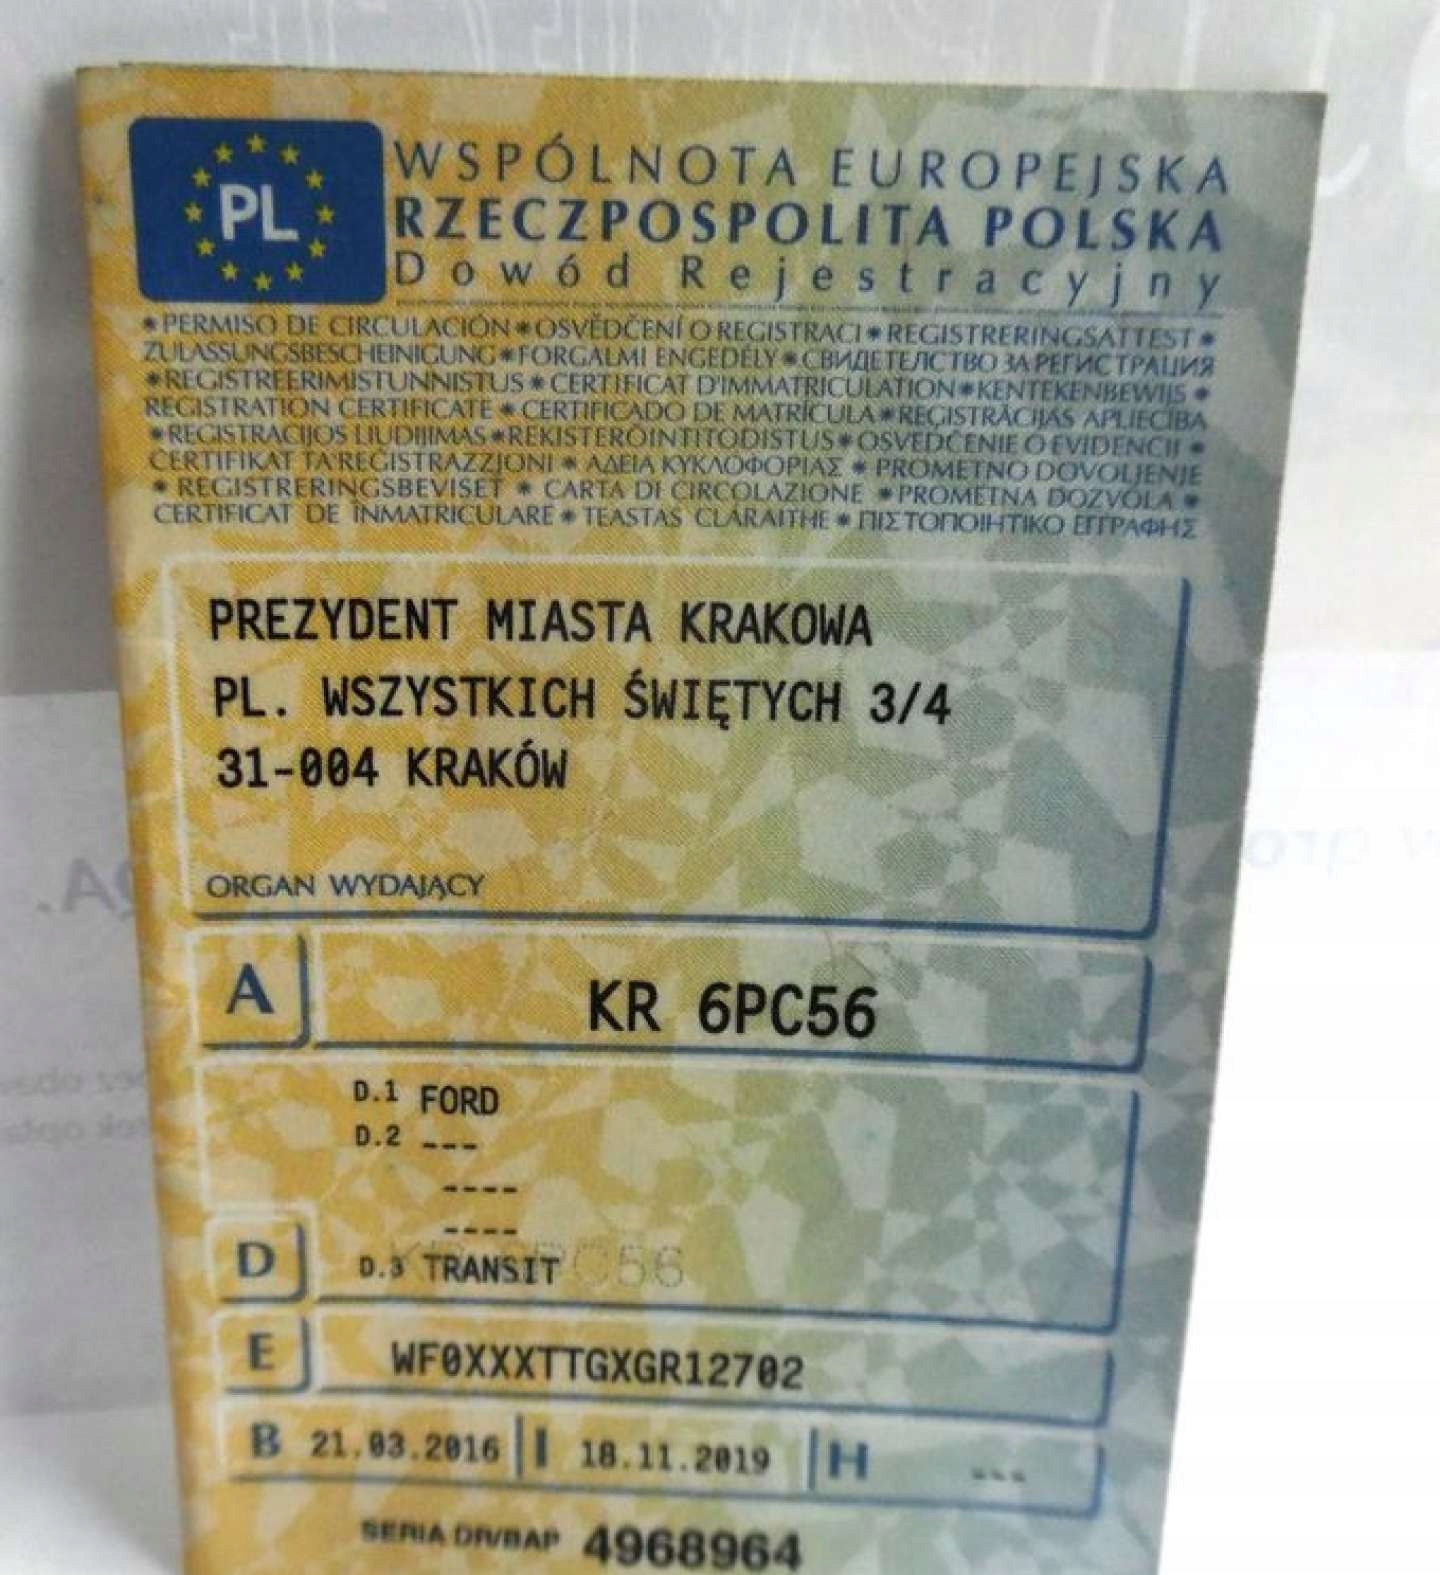 PL
WSPÓLNOTA EUROPEJSKA
RZECZPOSPOLITA POLSKA
Dowód Rejestracyjny
*PERMISO DE CIRCULACIÓN*OSVĚDČENÍ O REGISTRACI*REGISTRERINGSATTEST*
ZULASSUNGSBESCHEINIGUNG*FORGALMI ENGEDÉLY*СВИДЕТЕЛСТВО ЗА РЕГИСТРАЦИЯ
*REGISTREERIMISTUNNISTUS*CERTIFICAT D'IMMATRICULATION*KENTEKENBEWIJS*
REGISTRATION CERTIFICATE*CERTIFICADO DE MATRÍCULA*REĢISTRĀCIJAS APLIECĪBA
*REGISTRACIJOS LIUDIJIMAS*REKISTERÖINTITODISTUS*OSVEDČENIE O EVIDENCII*
ĊERTIFIKAT TA'REĠISTRAZZJONI*ΑΔΕΙΑ ΚΥΚΛΟΦΟΡΙΑΣ*PROMETNO DOVOLJENJE
*REGISTRERINGSBEVISET*CARTA DI CIRCOLAZIONE*PROMETNA DOZVOLA*
CERTIFICAT DE ÎNMATRICULARE*TEASTAS CLÁRAITHE*ΠΙΣΤΟΠΟΙΗΤΙΚΟ ΕΓΓΡΑΦΗΣ
PREZYDENT MIASTA KRAKOWA
PL. WSZYSTKICH ŚWIĘTYCH 3/4
31-004 KRAKÓW
ORGAN WYDAJĄCY
A KR 6PC56
D.1 FORD
D.2 ---
----
----
D D.3 TRANSIT
KR 6PC56
E WF0XXXTTGXGR12702
B 21.03.2016 I 18.11.2019 H ---
SERIA DR/BAP 4968964